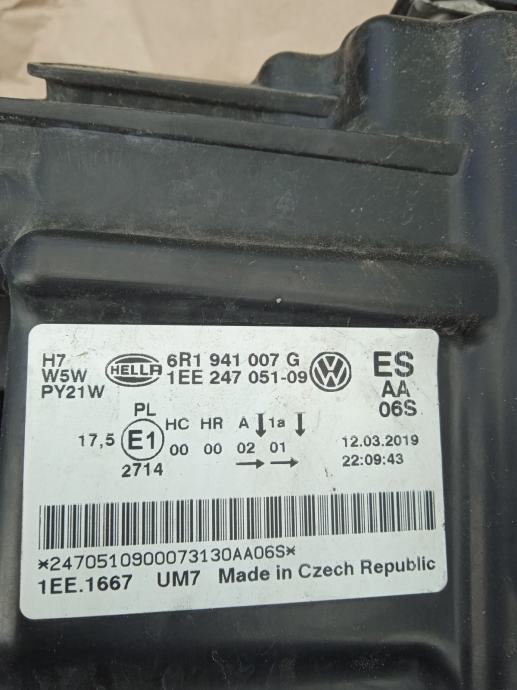 H7
W5W
PY21W
HELLA
6R1 941 007 G
1EE 247 051-09
ES
AA
06S
PL
17,5 E1
2714
HC HR A 1a
00 00 02 01
12.03.2019
22:09:43
*2470510900073130AA06S*
1EE.1667 UM7 Made in Czech Republic